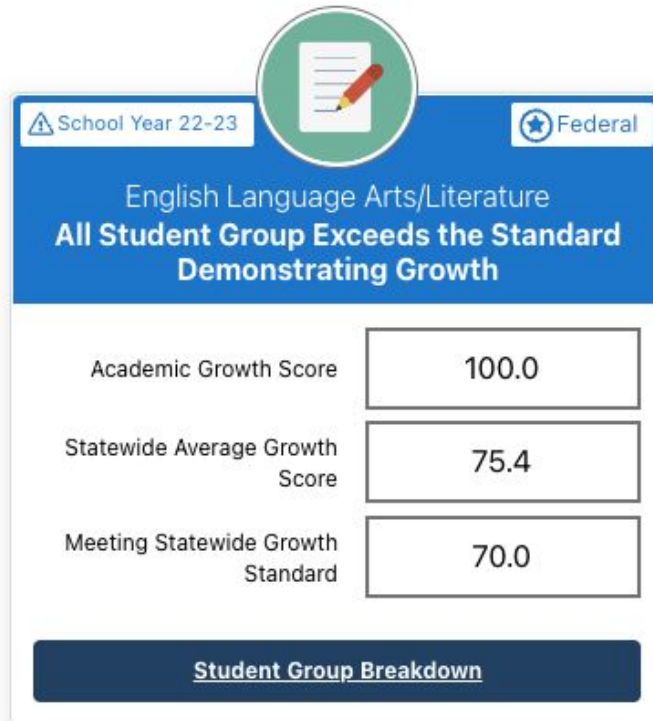 School Year 22-23
Federal
English Language Arts/Literature
All Student Group Exceeds the Standard
Demonstrating Growth
Academic Growth Score
100.0
Statewide Average Growth
Score
75.4
Meeting Statewide Growth
Standard
70.0
Student Group Breakdown